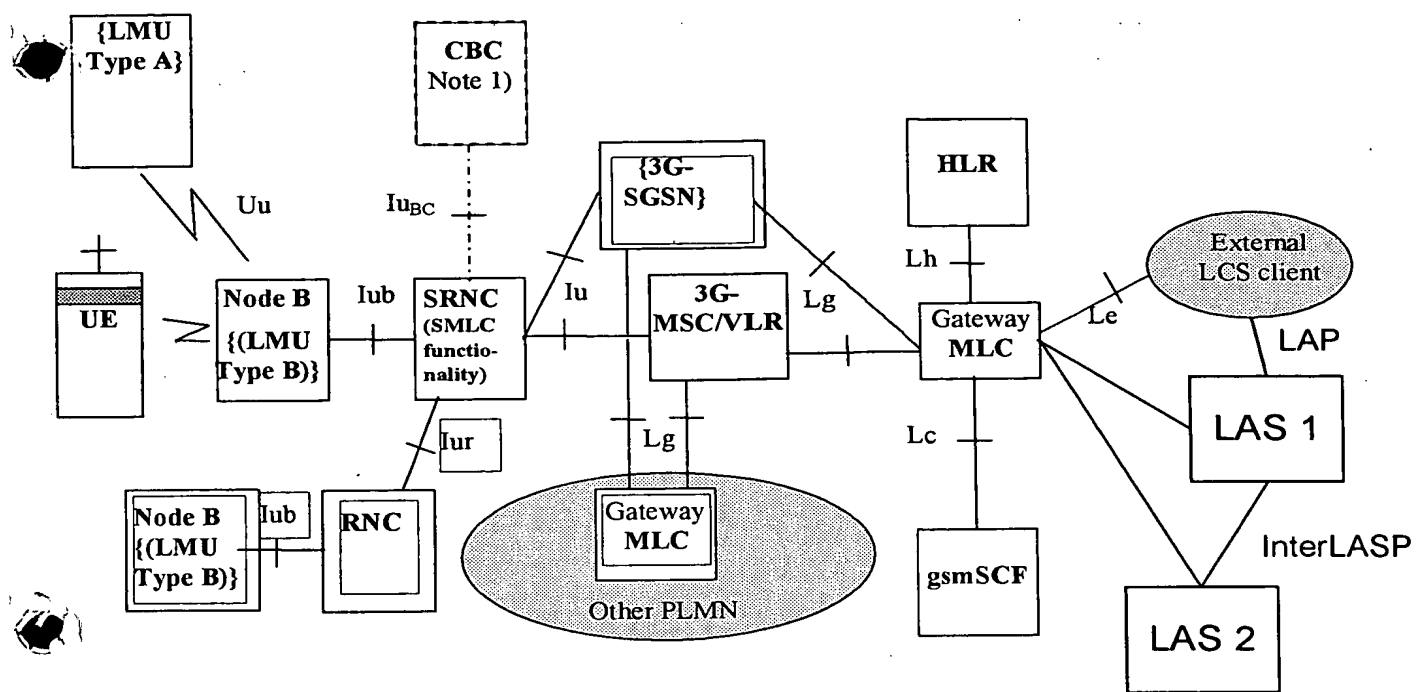 {LMU
Type A}
CBC
Note 1)
{3G-
SGSN}
HLR
External
LCS client
Uu
IuBC
Lh
Iu
Lg
Le
LAP
UE
Node B
{(LMU
Type B)}
Iub
SRNC
(SMLC
functio-
nality)
Iu
3G-
MSC/VLR
Gateway
MLC
LAS 1
Iur
Lg
Lc
Node B
{(LMU
Type B)}
Iub
RNC
Gateway
MLC
Other PLMN
gsmSCF
InterLASP
LAS 2